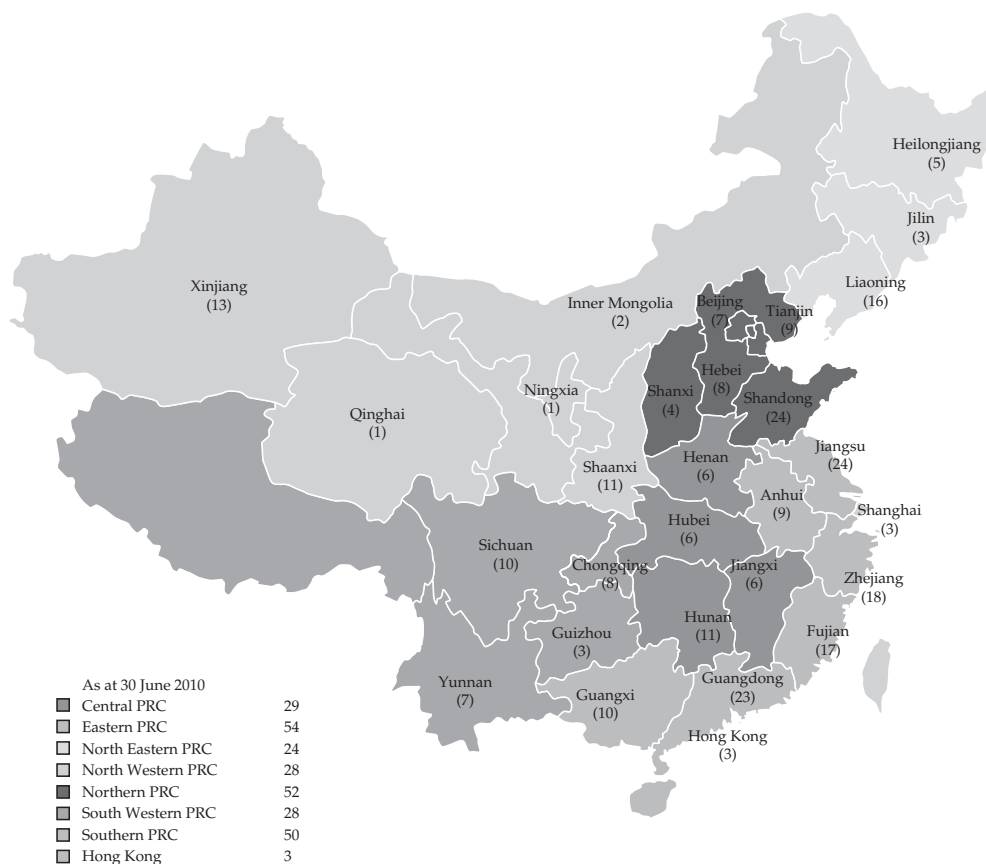 Heilongjiang
(5)
Jilin
(3)
Liaoning
(16)
Xinjiang
(13)
Inner Mongolia
(2)
Beijing
(7)
Tianjin
(9)
Hebei
(8)
Shanxi
(4)
Shandong
(24)
Ningxia
(1)
Qinghai
(1)
Shaanxi
(11)
Henan
(6)
Jiangsu
(24)
Anhui
(9)
Shanghai
(3)
Hubei
(6)
Sichuan
(10)
Chongqing
(8)
Jiangxi
(6)
Zhejiang
(18)
Hunan
(11)
Guizhou
(3)
Fujian
(17)
Yunnan
(7)
Guangxi
(10)
Guangdong
(23)
Hong Kong
(3)
As at 30 June 2010
Central PRC 29
Eastern PRC 54
North Eastern PRC 24
North Western PRC 28
Northern PRC 52
South Western PRC 28
Southern PRC 50
Hong Kong 3